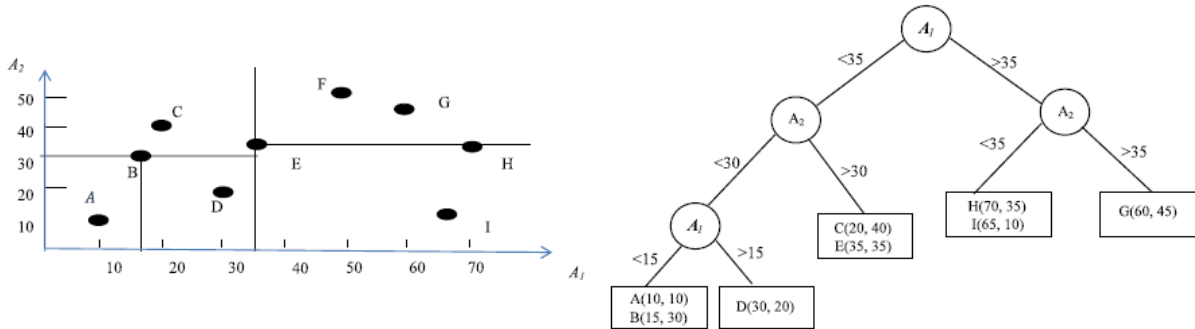 A₂
50
40
30
20
10
A
B
C
D
E
F
G
H
I
10 20 30 40 50 60 70
A₁
A₁
<35 >35
A₂ A₂
<30 >30 <35 >35
A₁
C(20, 40)
E(35, 35)
H(70, 35)
I(65, 10)
G(60, 45)
<15 >15
A(10, 10)
B(15, 30)
D(30, 20)